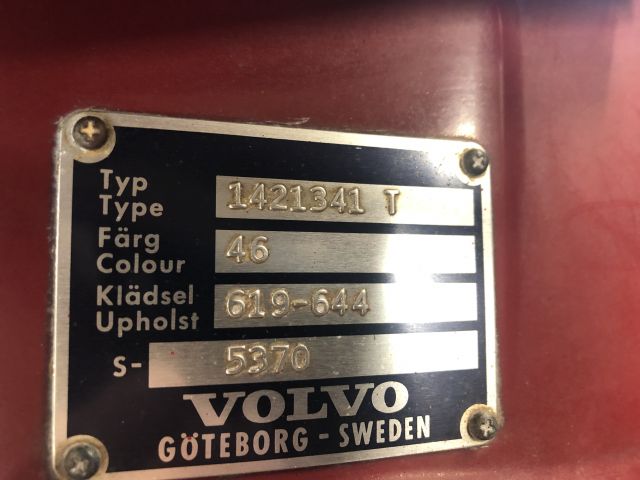 Typ
Type 1421341 T
Färg
Colour 46
Klädsel
Upholst 619-644
S- 5370
VOLVO
GÖTEBORG - SWEDEN